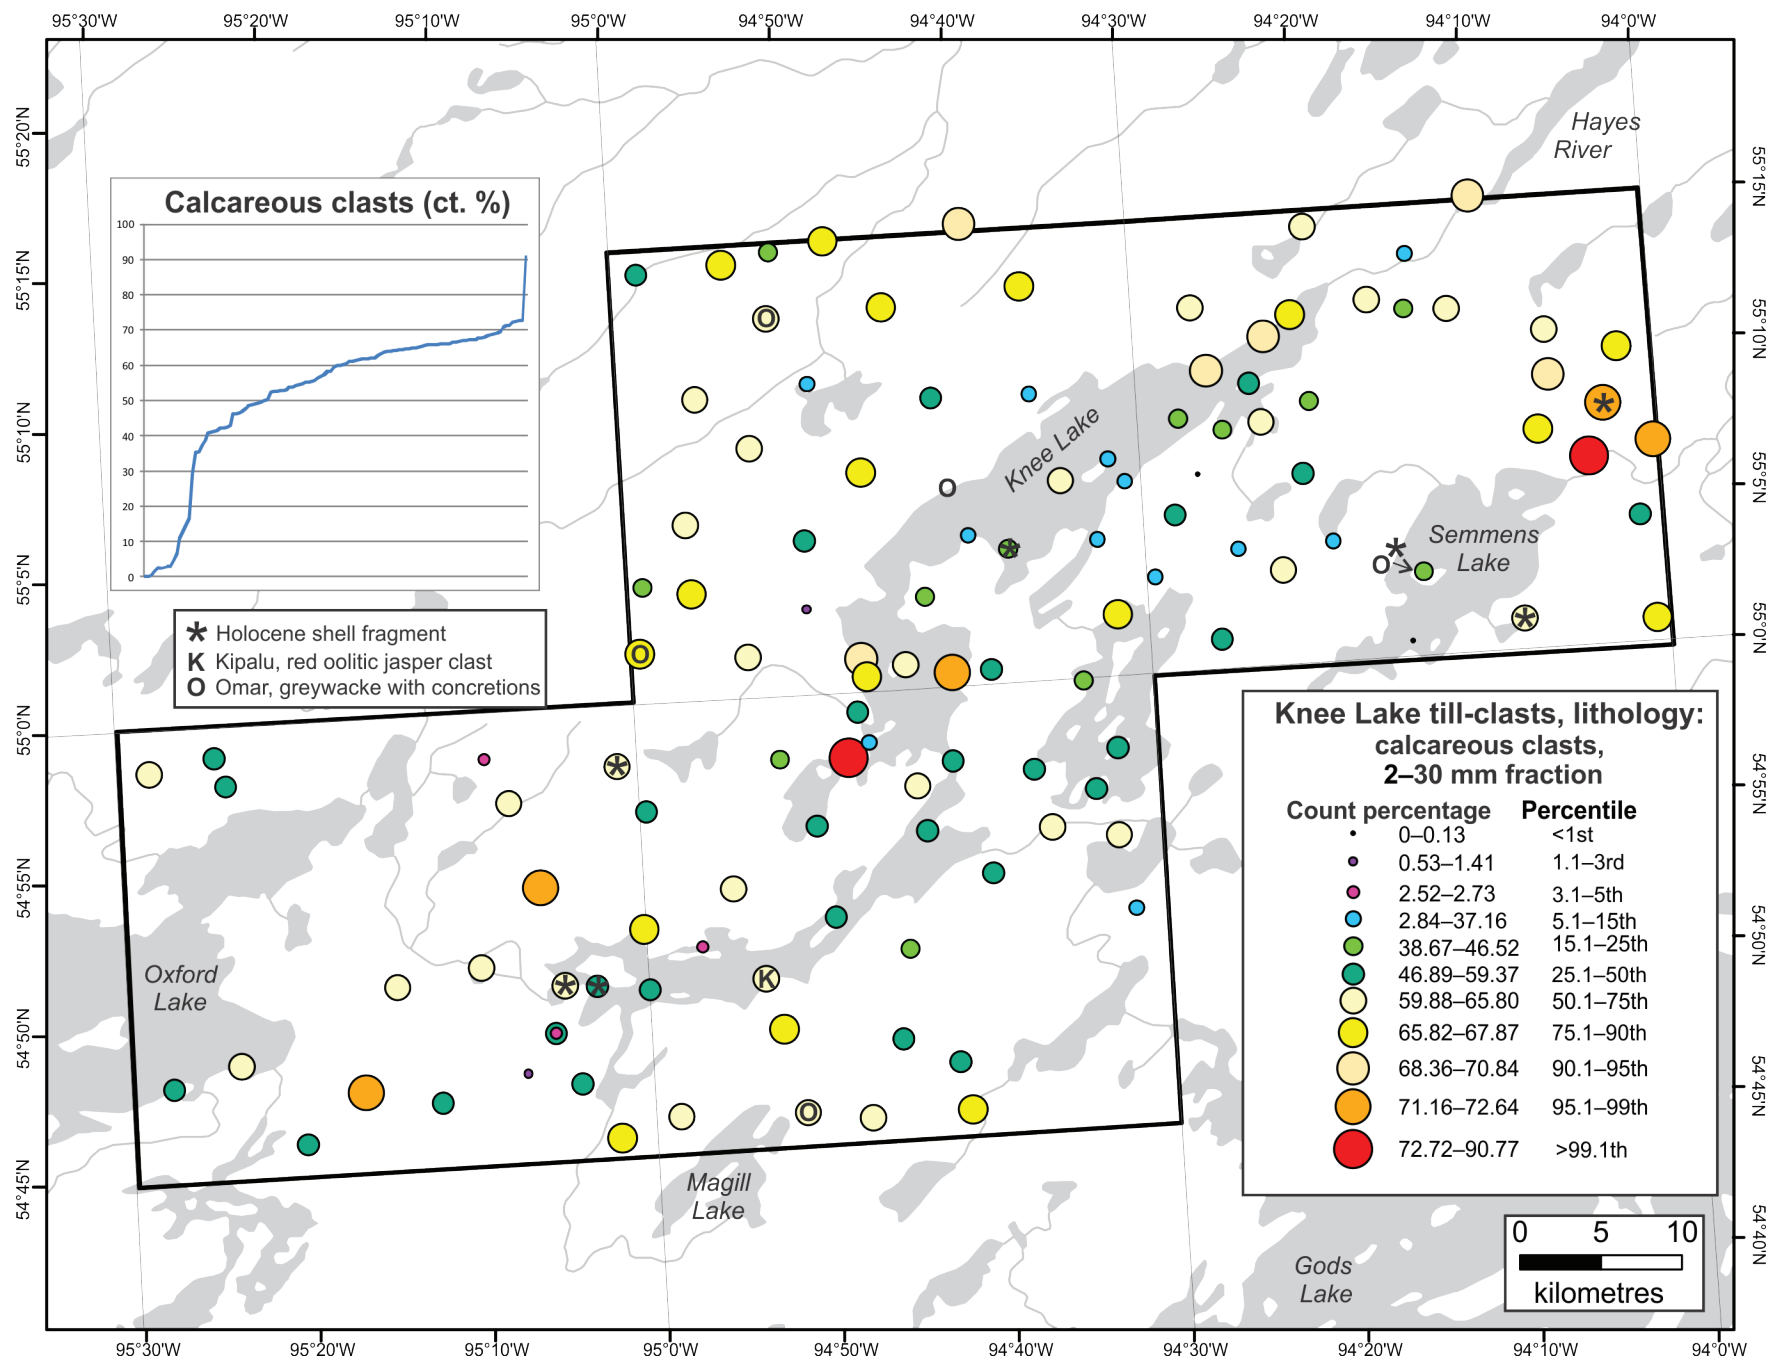 95°30'W 95°20'W 95°10'W 95°0'W 94°50'W 94°40'W 94°30'W 94°20'W 94°10'W 94°0'W
55°20'N
55°15'N
55°10'N
55°5'N
55°0'N
54°55'N
54°50'N
54°45'N
Hayes
River
Calcareous clasts (ct. %)
100
90
80
70
60
50
40
30
20
10
0
* Holocene shell fragment
K Kipalu, red oolitic jasper clast
O Omar, greywacke with concretions
O
O
*
Knee Lake
O
*
*
O
Semmens
Lake
*
O
*
*
*
K
O
Oxford
Lake
Magill
Lake
Gods
Lake
Knee Lake till-clasts, lithology:
calcareous clasts,
2–30 mm fraction
Count percentage Percentile
0–0.13 <1st
0.53–1.41 1.1–3rd
2.52–2.73 3.1–5th
2.84–37.16 5.1–15th
38.67–46.52 15.1–25th
46.89–59.37 25.1–50th
59.88–65.80 50.1–75th
65.82–67.87 75.1–90th
68.36–70.84 90.1–95th
71.16–72.64 95.1–99th
72.72–90.77 >99.1th
0 5 10
kilometres
55°15'N
55°10'N
55°5'N
55°0'N
54°55'N
54°50'N
54°45'N
54°40'N
95°30'W 95°20'W 95°10'W 95°0'W 94°50'W 94°40'W 94°30'W 94°20'W 94°10'W 94°0'W